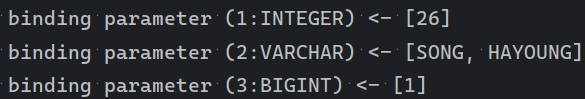 binding parameter (1:INTEGER) <- [26]
binding parameter (2:VARCHAR) <- [SONG, HAYOUNG]
binding parameter (3:BIGINT) <- [1]